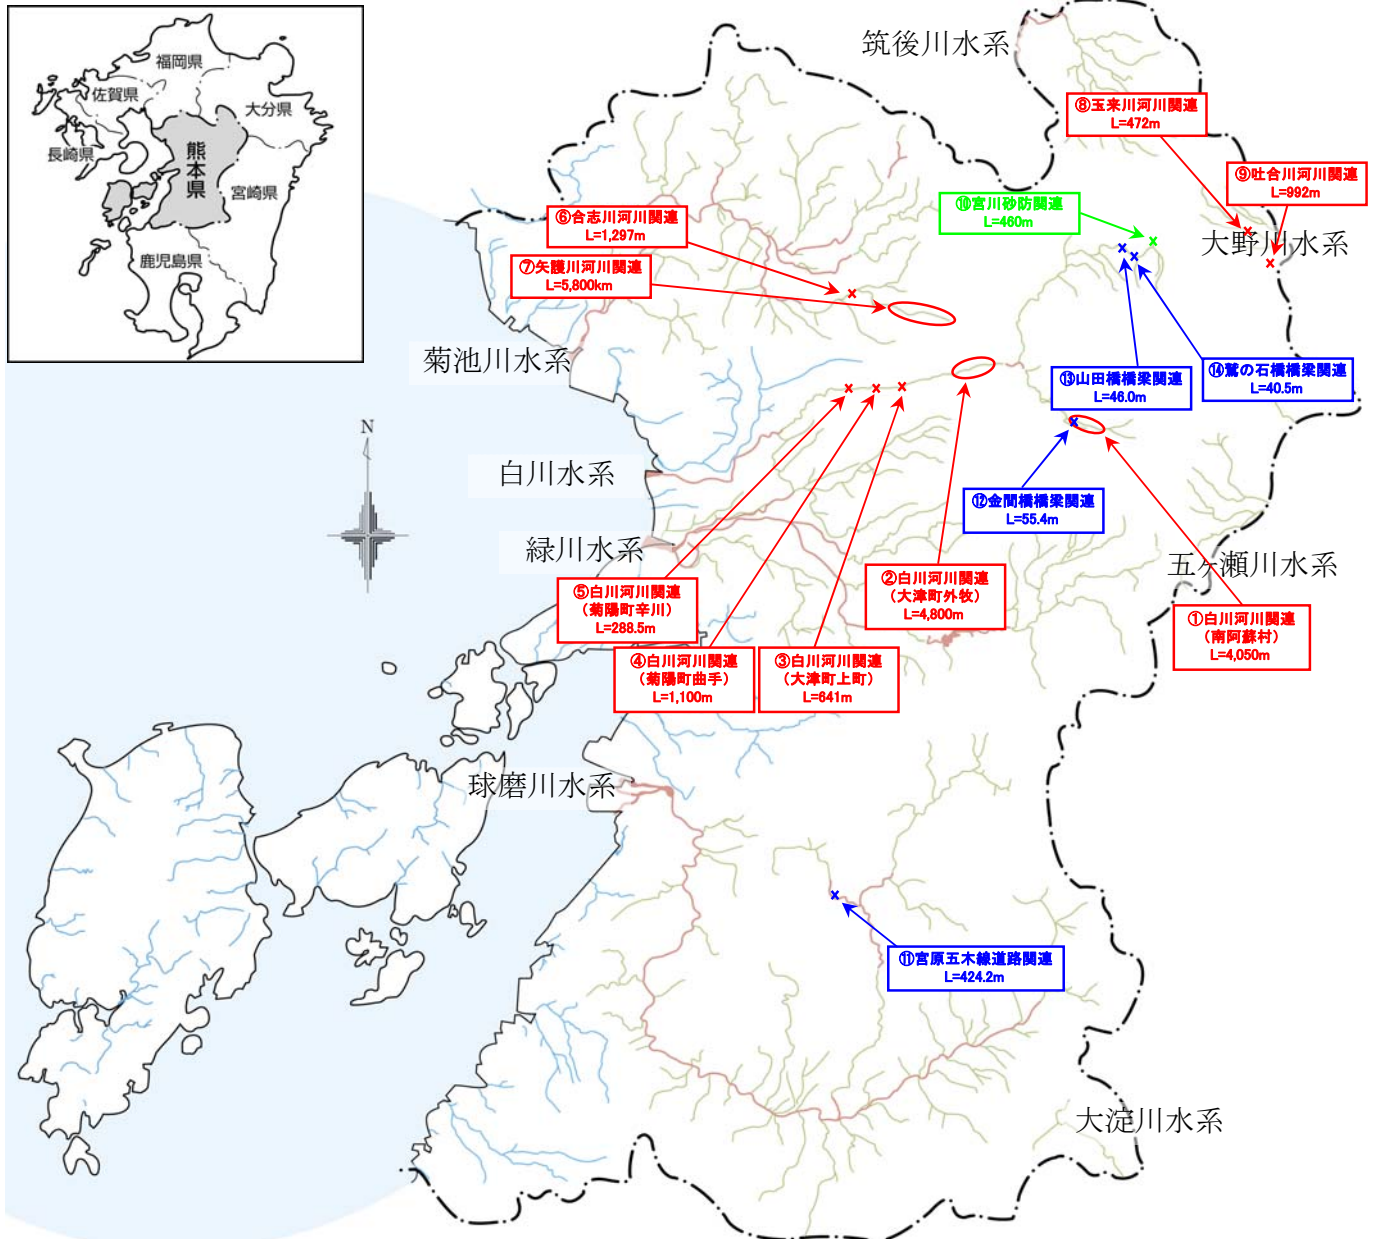 福岡県
佐賀県
大分県
長崎県
熊本県
宮崎県
鹿児島県
筑後川水系
⑧玉来川河川関連
L=472m
⑨吐合川河川関連
L=992m
⑩宮川砂防関連
L=460m
大野川水系
⑥合志川河川関連
L=1,297m
⑦矢護川河川関連
L=5,800km
菊池川水系
⑬山田橋橋梁関連
L=46.0m
⑭鷲の石橋橋梁関連
L=40.5m
N
白川水系
⑫金間橋橋梁関連
L=55.4m
緑川水系
五ヶ瀬川水系
⑤白川河川関連
（菊陽町辛川）
L=288.5m
②白川河川関連
（大津町外牧）
L=4,800m
①白川河川関連
（南阿蘇村）
L=4,050m
④白川河川関連
（菊陽町曲手）
L=1,100m
③白川河川関連
（大津町上町）
L=641m
球磨川水系
⑪宮原五木線道路関連
L=424.2m
大淀川水系